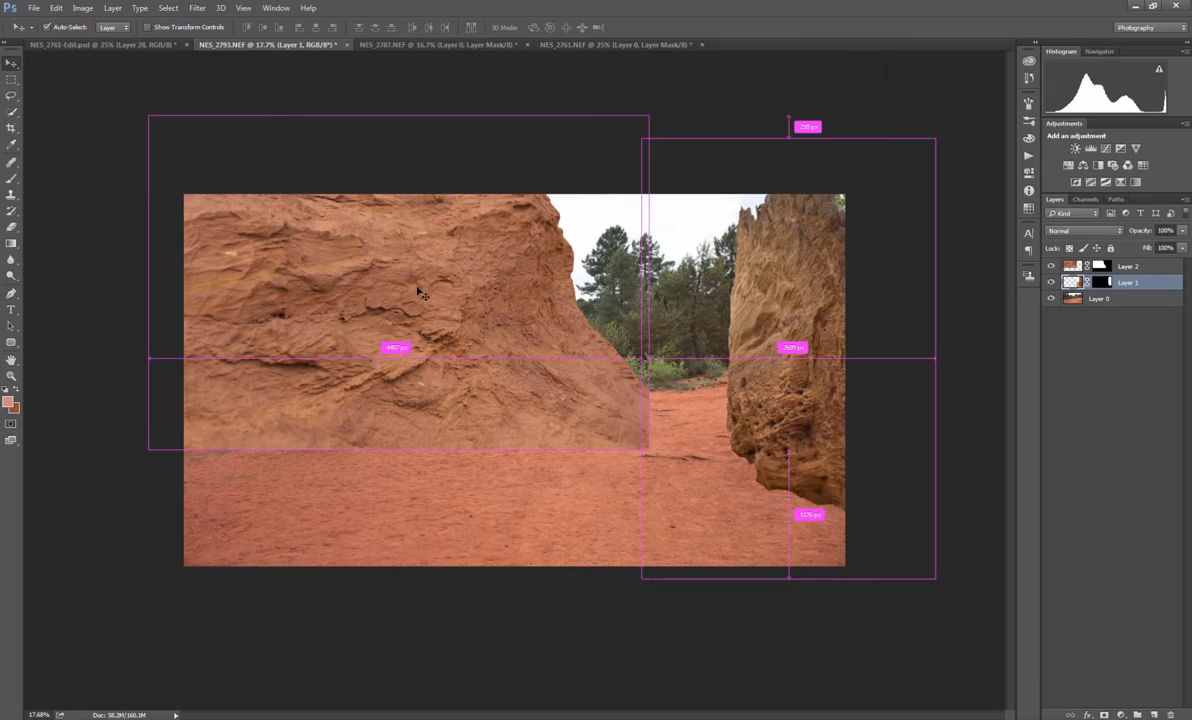 Ps File Edit Image Layer Type Select Filter 3D View Window Help
Auto-Select: Layer Show Transform Controls 3D Mode: Photography
NES_2761-Edit.psd @ 25% (Layer 28, RGB/8) * × NES_2793.NEF @ 17.7% (Layer 1, RGB/8*) * × NES_2787.NEF @ 16.7% (Layer 0, Layer Mask/8) * × NES_2761.NEF @ 25% (Layer 0, Layer Mask/8) * ×
Histogram Navigator
210 px
Adjustments
Add an adjustment
Layers Channels Paths
Kind
Normal Opacity: 100%
Lock: Fill: 100%
Layer 2
Layer 1
Layer 0
4487 px
2609 px
1176 px
17.68% Doc: 58.2M/160.1M